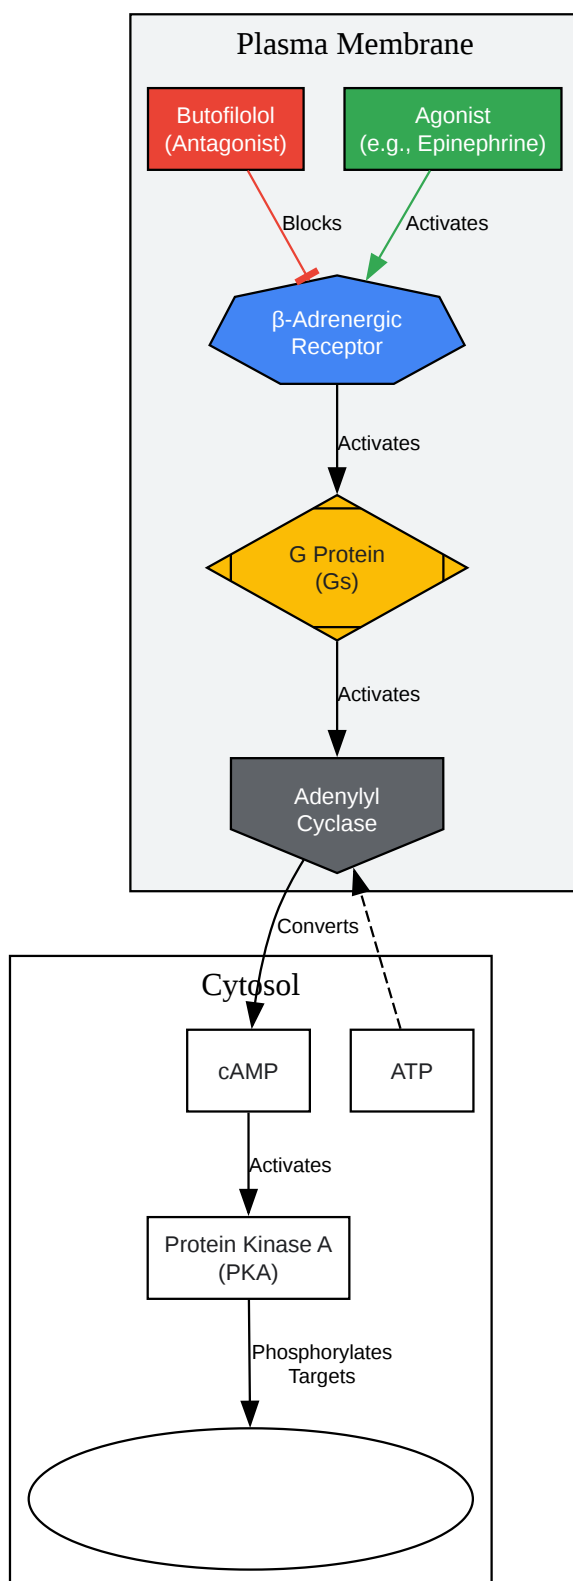 Plasma Membrane
Butofilolol
(Antagonist)
Agonist
(e.g., Epinephrine)
Blocks
Activates
β-Adrenergic
Receptor
Activates
G Protein
(Gs)
Activates
Adenylyl
Cyclase
Converts
Cytosol
cAMP
ATP
Activates
Protein Kinase A
(PKA)
Phosphorylates
Targets